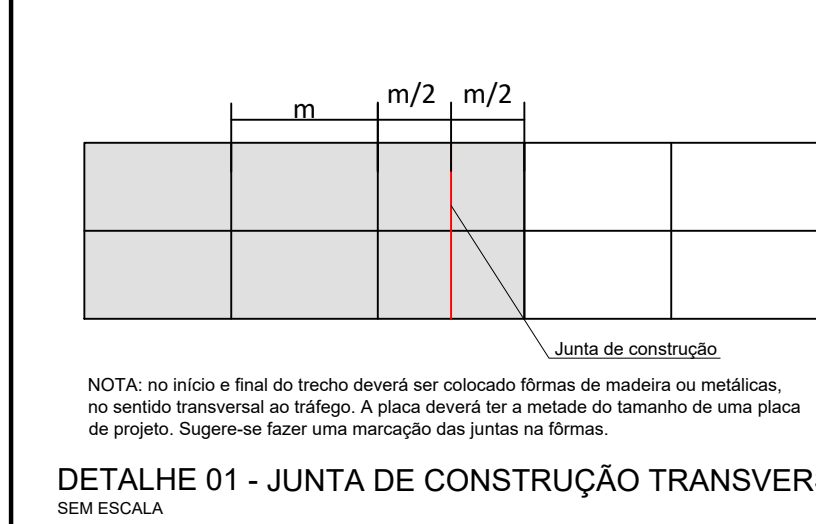 m
m/2 m/2
Junta de construção
NOTA: no início e final do trecho deverá ser colocado fôrmas de madeira ou metálicas,
no sentido transversal ao tráfego. A placa deverá ter a metade do tamanho de uma placa
de projeto. Sugere-se fazer uma marcação das juntas na fôrmas.
DETALHE 01 - JUNTA DE CONSTRUÇÃO TRANSVER
SEM ESCALA